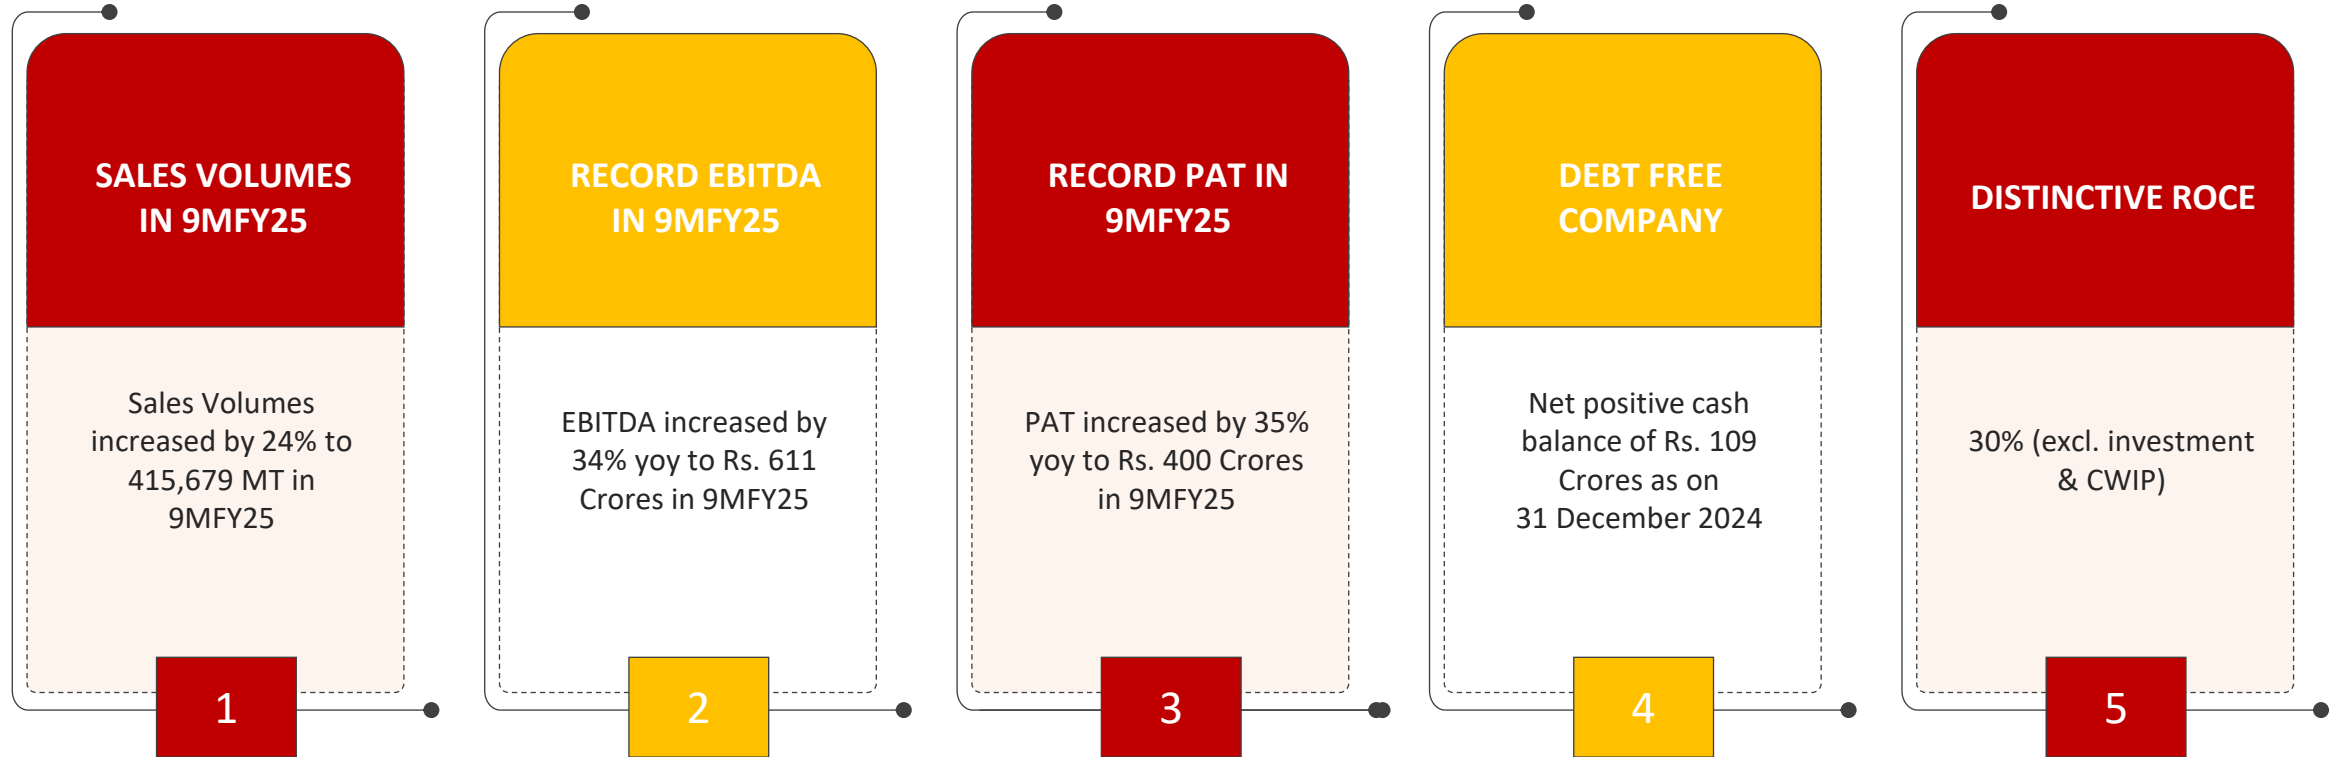 SALES VOLUMES
IN 9MFY25
Sales Volumes
increased by 24% to
415,679 MT in
9MFY25
1
RECORD EBITDA
IN 9MFY25
EBITDA increased by
34% yoy to Rs. 611
Crores in 9MFY25
2
RECORD PAT IN
9MFY25
PAT increased by 35%
yoy to Rs. 400 Crores
in 9MFY25
3
DEBT FREE
COMPANY
Net positive cash
balance of Rs. 109
Crores as on
31 December 2024
4
DISTINCTIVE ROCE
30% (excl. investment
& CWIP)
5